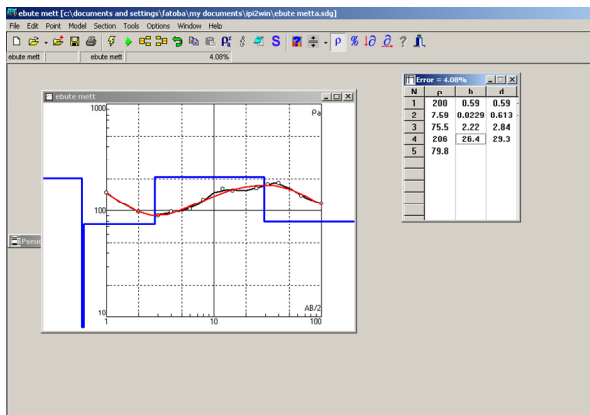 ebute mett [c:\documents and settings\fatoba\my documents\ipi2win\ebute metta.sdg]
File Edit Point Model Section Tools Options Window Help
ebute mett ebute mett 4.08%
ebute mett
1000
ρa
100
10
AB/2
1 10 100
Pseu
Error = 4.08%
N ρ h d
1 200 0.59 0.59
2 7.59 0.0229 0.613
3 75.5 2.22 2.84
4 206 26.4 29.3
5 79.8